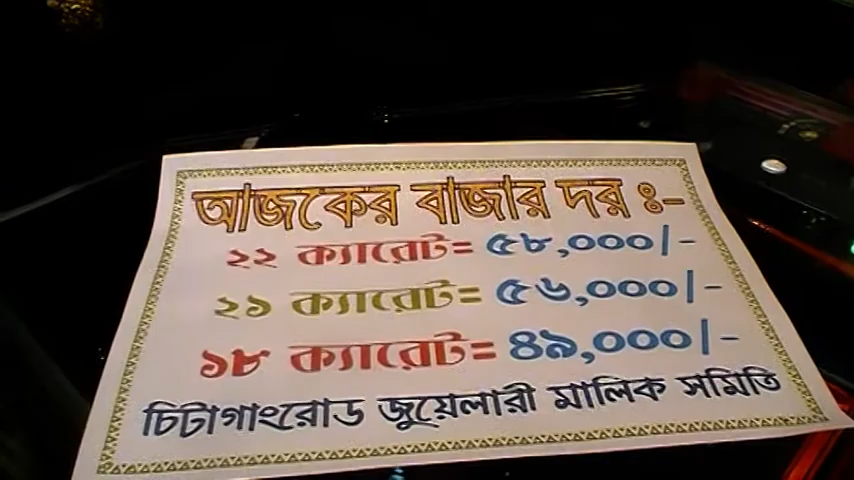 আজকের বাজার দর ঃ-
২২ ক্যারেট= ৫৮,০০০/-
২১ ক্যারেট= ৫৬,০০০/-
১৮ ক্যারেট= ৪৯,০০০/-
চিটাগাংরোড জুয়েলারী মালিক সমিতি